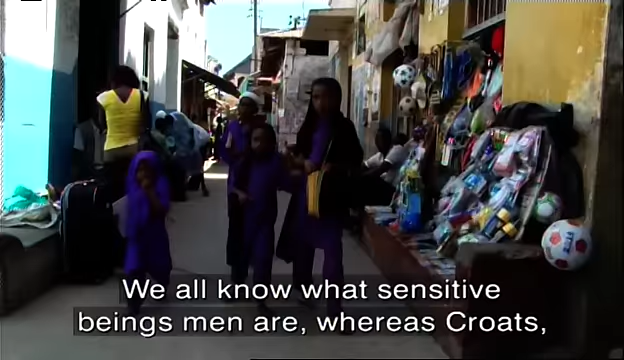 We all know what sensitive
beings men are, whereas Croats,